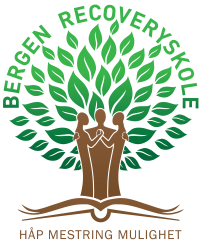 BERGEN RECOVERYSKOLE
HÅP MESTRING MULIGHET